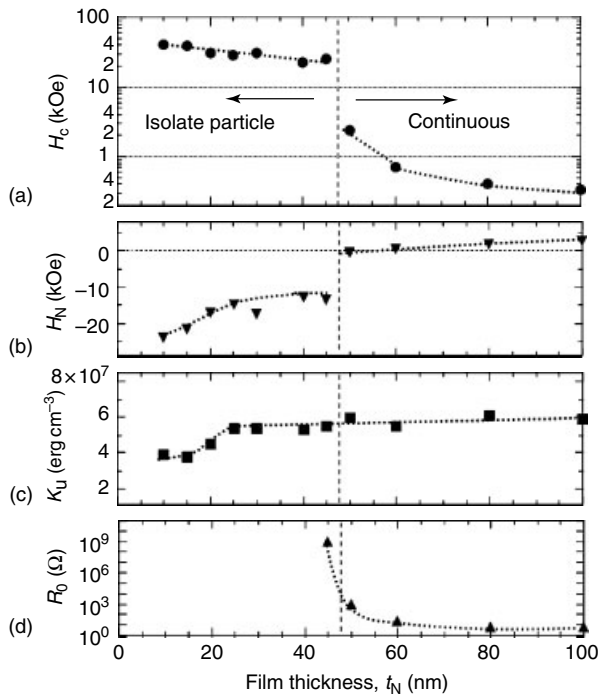 100
4
2
10
4
2
1
4
2
H_c (kOe)
Isolate particle
Continuous
(a)
0
−10
−20
H_N (kOe)
(b)
8×10^7
6
4
2
K_u (erg cm^−3)
(c)
10^9
10^6
10^3
10^0
R_0 (Ω)
(d)
0
20
40
60
80
100
Film thickness, t_N (nm)